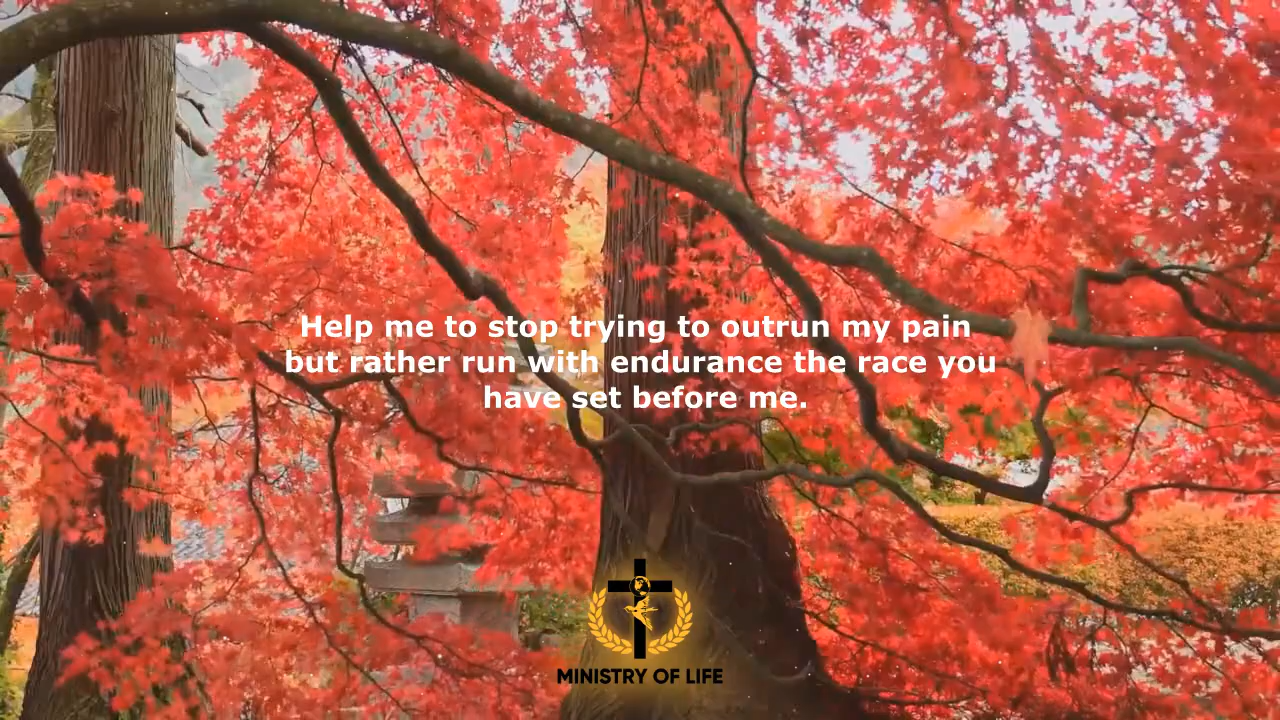 Help me to stop trying to outrun my pain
but rather run with endurance the race you
have set before me.
MINISTRY OF LIFE